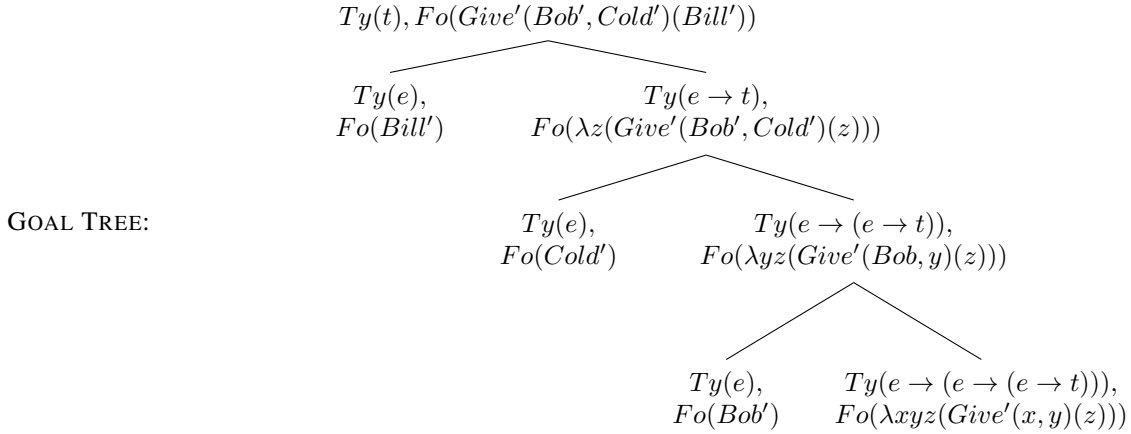 Ty(t), Fo(Give′(Bob′, Cold′)(Bill′))
Ty(e), Ty(e → t),
Fo(Bill′) Fo(λz(Give′(Bob′, Cold′)(z)))
GOAL TREE: Ty(e), Ty(e → (e → t)),
Fo(Cold′) Fo(λyz(Give′(Bob, y)(z)))
Ty(e), Ty(e → (e → (e → t))),
Fo(Bob′) Fo(λxyz(Give′(x, y)(z)))